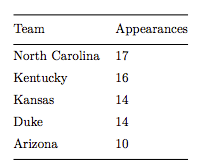 Team Appearances
North Carolina 17
Kentucky 16
Kansas 14
Duke 14
Arizona 10